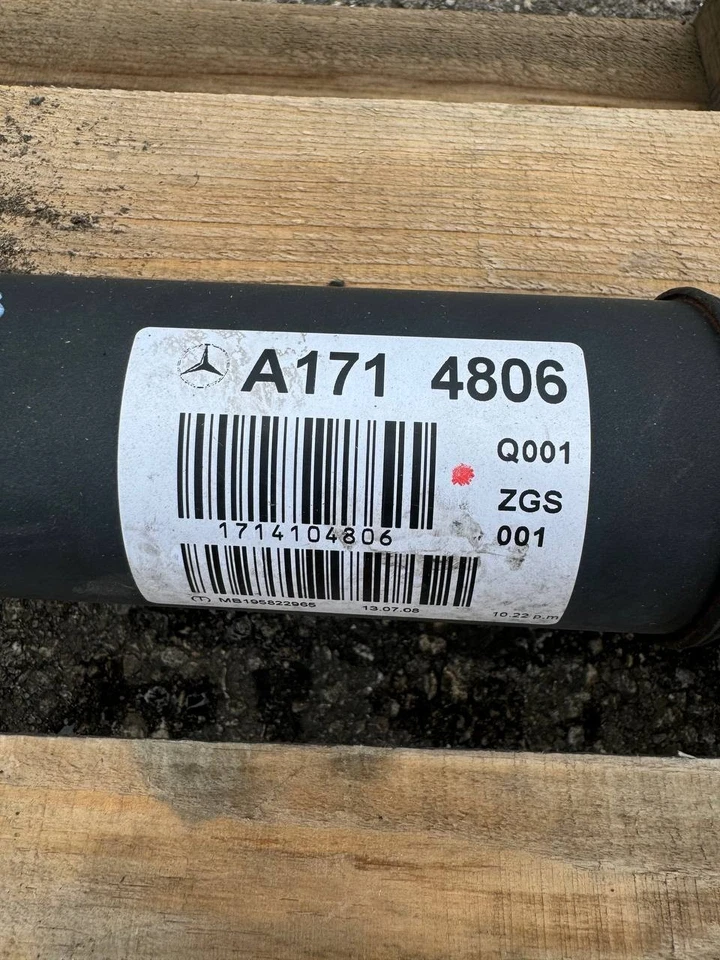 A171 4806
Q001
1714104806
ZGS
001
MB195822965 13.07.08 10.22 p.m